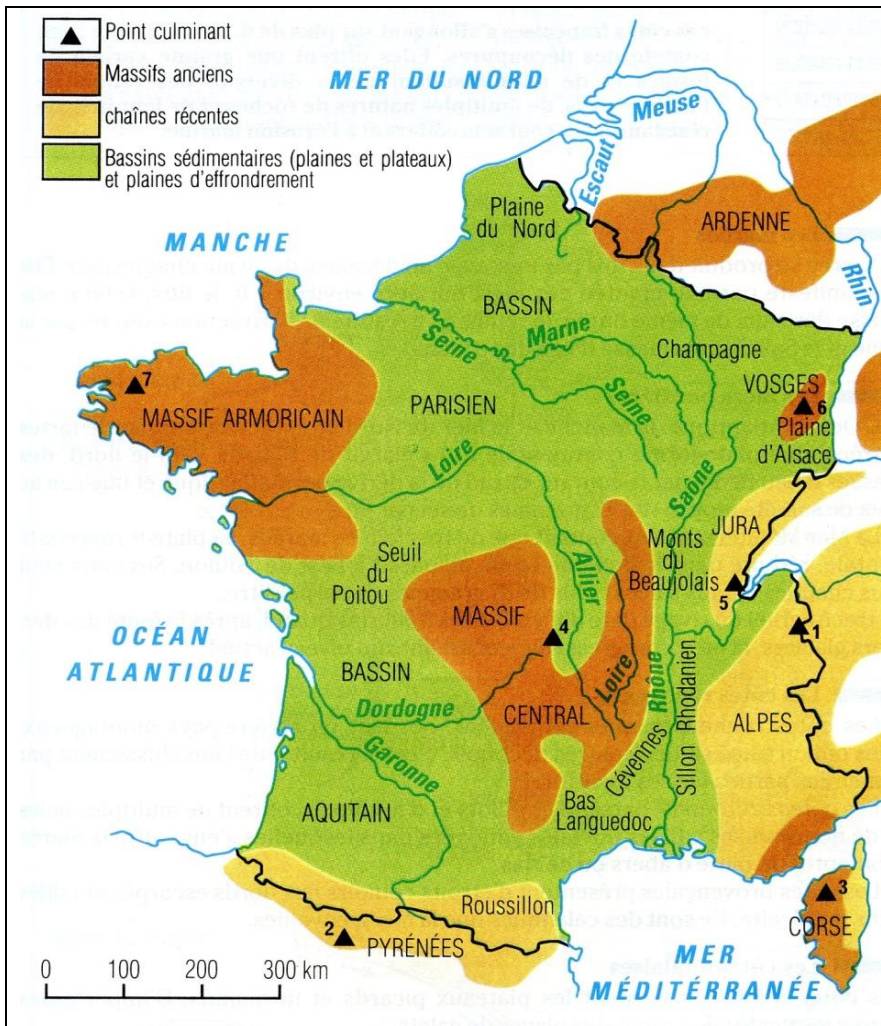 Point culminant
Massifs anciens
chaînes récentes
Bassins sédimentaires (plaines et plateaux)
et plaines d'effrondrement
MER DU NORD
Meuse
Escaut
Plaine
du Nord
ARDENNE
MANCHE
Rhin
BASSIN
Seine
Marne
Champagne
7
MASSIF ARMORICAIN
PARISIEN
Seine
VOSGES
6
Plaine
d'Alsace
Loire
Saône
JURA
Seuil
du
Poitou
Allier
Monts
du
Beaujolais
5
MASSIF
4
1
OCÉAN
ATLANTIQUE
BASSIN
Dordogne
CENTRAL
Loire
Rhône
Sillon Rhodanien
ALPES
Garonne
Cévennes
AQUITAIN
Bas
Languedoc
Roussillon
2
PYRÉNÉES
3
CORSE
MER
MÉDITÉRRANÉE
0 100 300 km